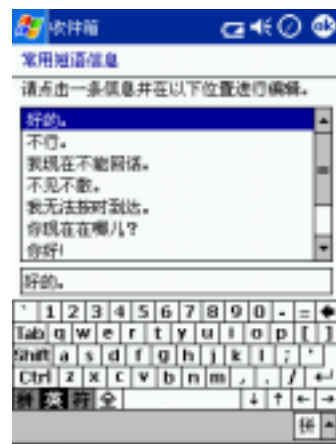 收件箱 ok
常用短语信息
请点击一条信息并在以下位置进行编辑。
好的。
不行。
我现在不能回话。
不见不散。
我无法按时到达。
你现在在哪儿?
你好!
好的。
` 1 2 3 4 5 6 7 8 9 0 - =
Tab q w e r t y u i o p [ ]
Shift a s d f g h j k l ; '
Ctrl z x c v b n m , . /
拼 英 符 全 ↓ ↑ ← →
拼